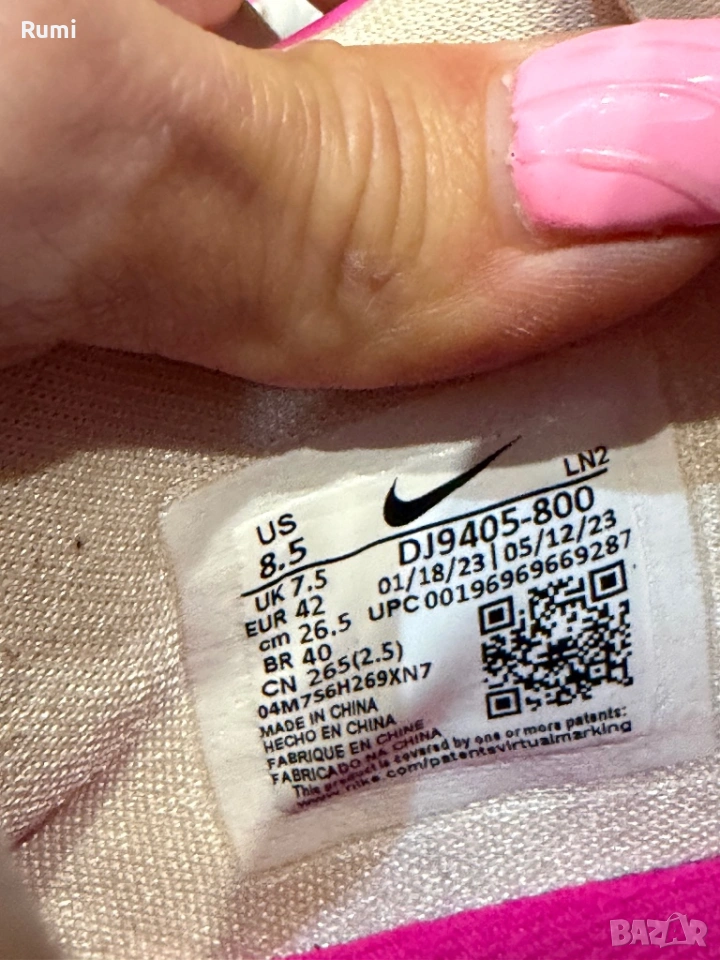 Rumi
LN2
US
8.5
DJ9405-800
UK 7.5
01/18/23 | 05/12/23
EUR 42
UPC 00196969669287
cm 26.5
BR 40
CN 265(2.5)
04M7S6H269XN7
MADE IN CHINA
HECHO EN CHINA
FABRIQUE EN CHINE
FABRICADO NA CHINA
This product is covered by one or more patents:
www.nike.com/patentsvirtualmarking
BAZAR